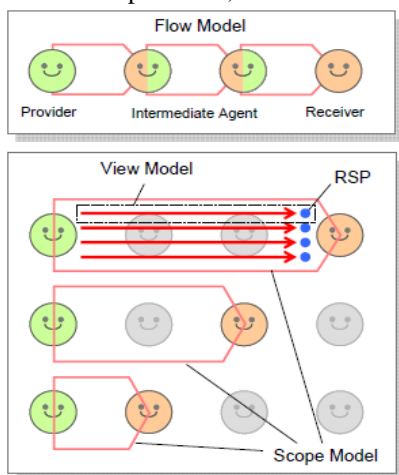 Flow Model
Provider
Intermediate Agent
Receiver
View Model
RSP
Scope Model